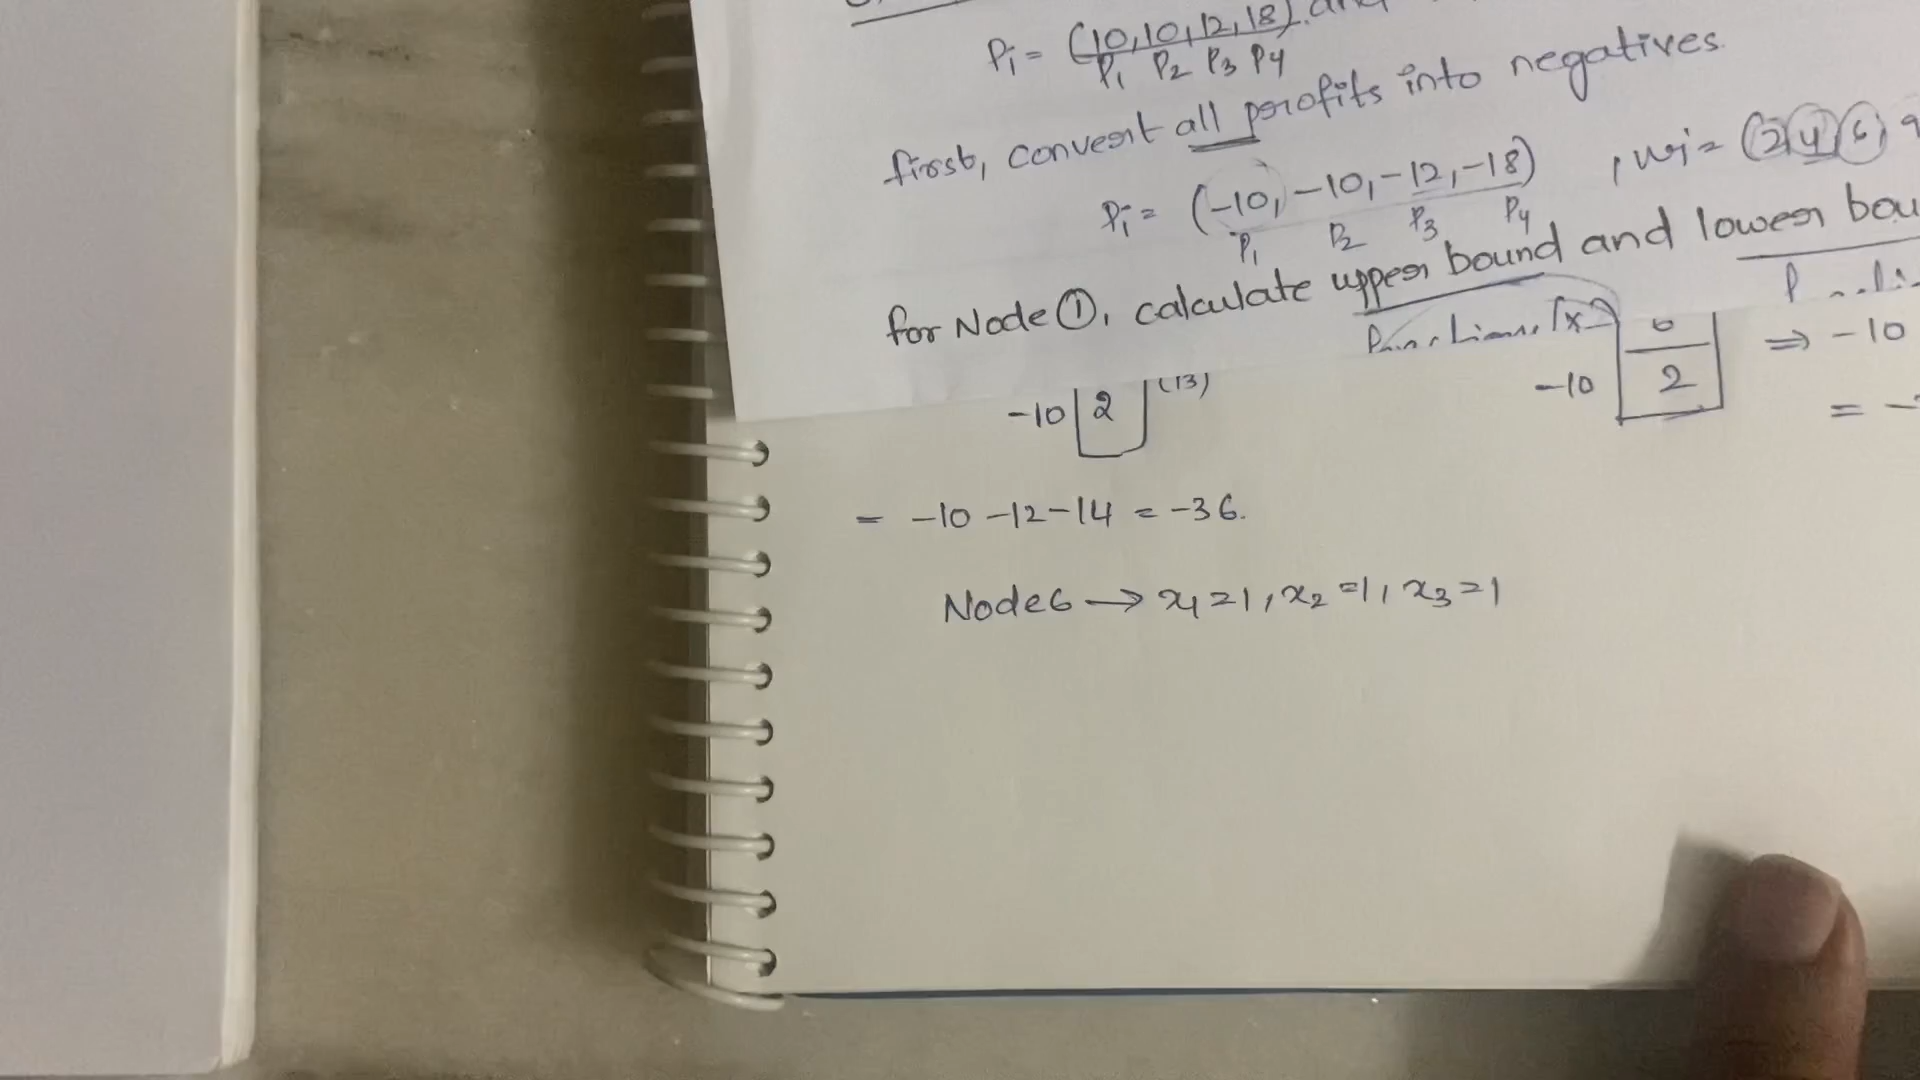 Pi = (10,10,12,18). and
P1 P2 P3 P4
first, convert all profits into negatives.
Pi = (-10, -10, -12, -18) , wi = (2 4 6 9
P1 P2 P3 P4
for Node ①, calculate upper bound and lower bou
6
-10 2 (13)
-10 2
⇒ -10
= -
= -10 -12 -14 = -36.
Node6 → x1 = 1, x2 = 1, x3 = 1